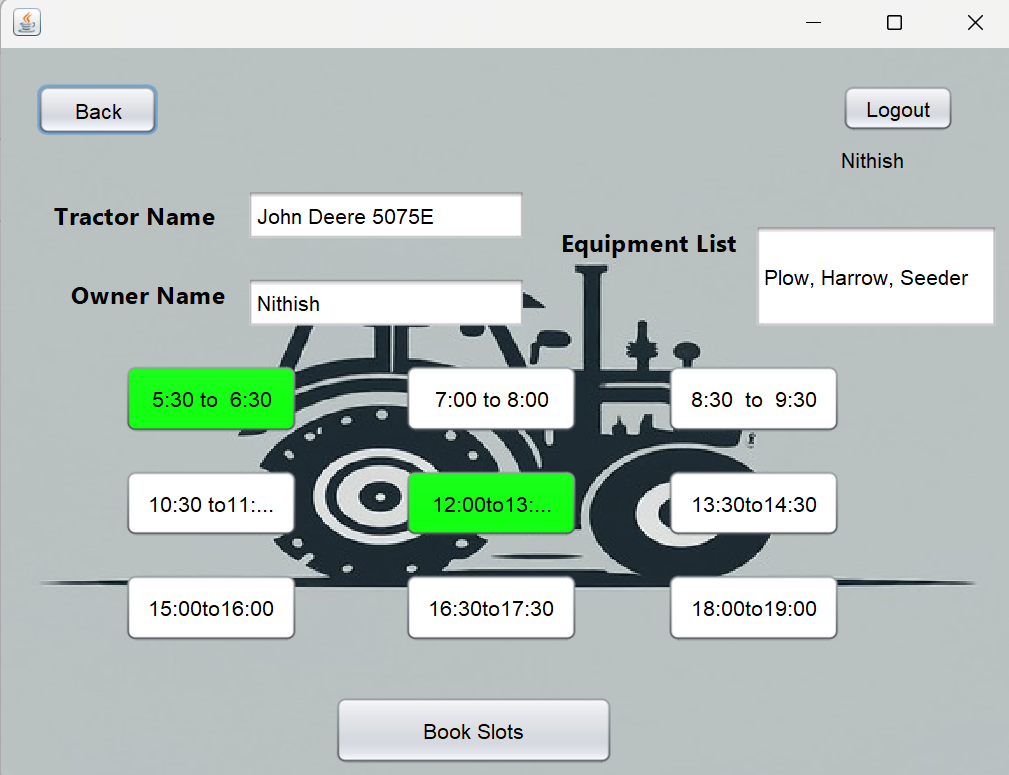 Back
Logout
Nithish
Tractor Name
John Deere 5075E
Equipment List
Plow, Harrow, Seeder
Owner Name
Nithish
5:30 to  6:30
7:00 to 8:00
8:30  to  9:30
10:30 to11:...
12:00to13:...
13:30to14:30
15:00to16:00
16:30to17:30
18:00to19:00
Book Slots